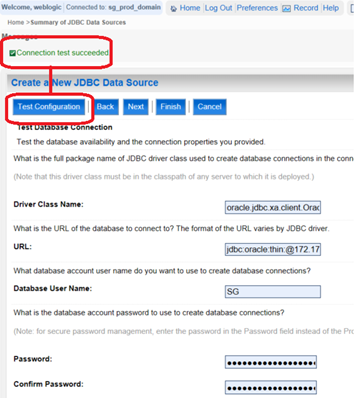 Welcome, weblogic Connected to: sg_prod_domain Home Log Out Preferences Record Help
Home >Summary of JDBC Data Sources
Messages
Connection test succeeded
Create a New JDBC Data Source
Test Configuration Back Next Finish Cancel
Test Database Connection
Test the database availability and the connection properties you provided.
What is the full package name of JDBC driver class used to create database connections in the
(Note that this driver class must be in the classpath of any server to which it is deployed.)
Driver Class Name: oracle.jdbc.xa.client.
What is the URL of the database to connect to? The format of the URL varies by JDBC driver.
URL: jdbc:oracle:thin:@172.17
What database account user name do you want to use to create database connections?
Database User Name: SG
What is the database account password to use to create database connections?
(Note: for secure password management, enter the password in the Password field instead of the
Password:
Confirm Password: